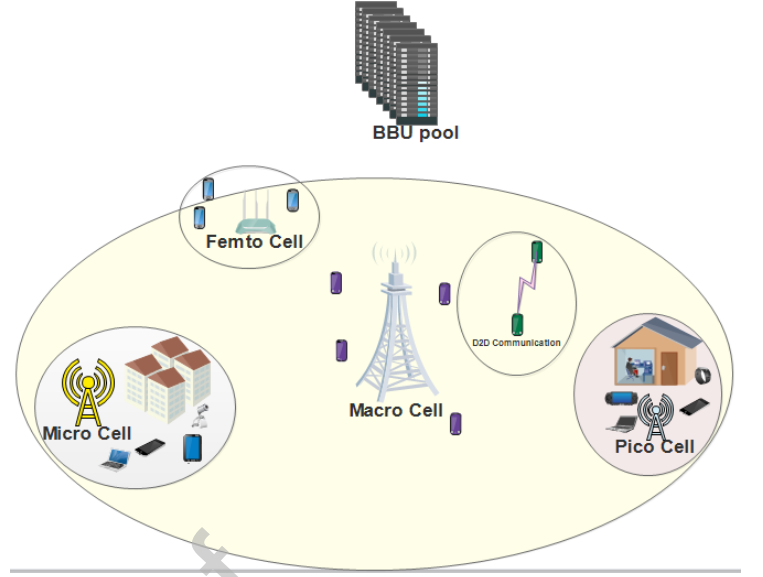 BBU pool
Femto Cell
D2D Communication
Macro Cell
Micro Cell
Pico Cell
f